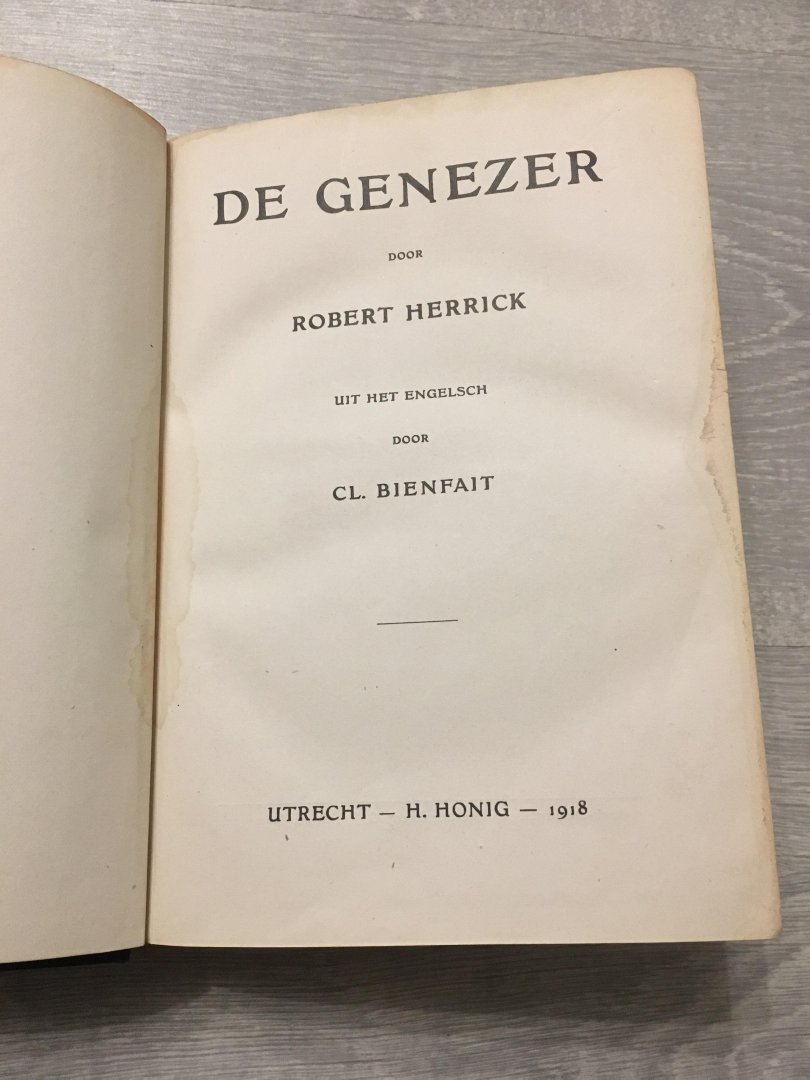 DE GENEZER
DOOR
ROBERT HERRICK
UIT HET ENGELSCH
DOOR
CL. BIENFAIT
UTRECHT — H. HONIG — 1918